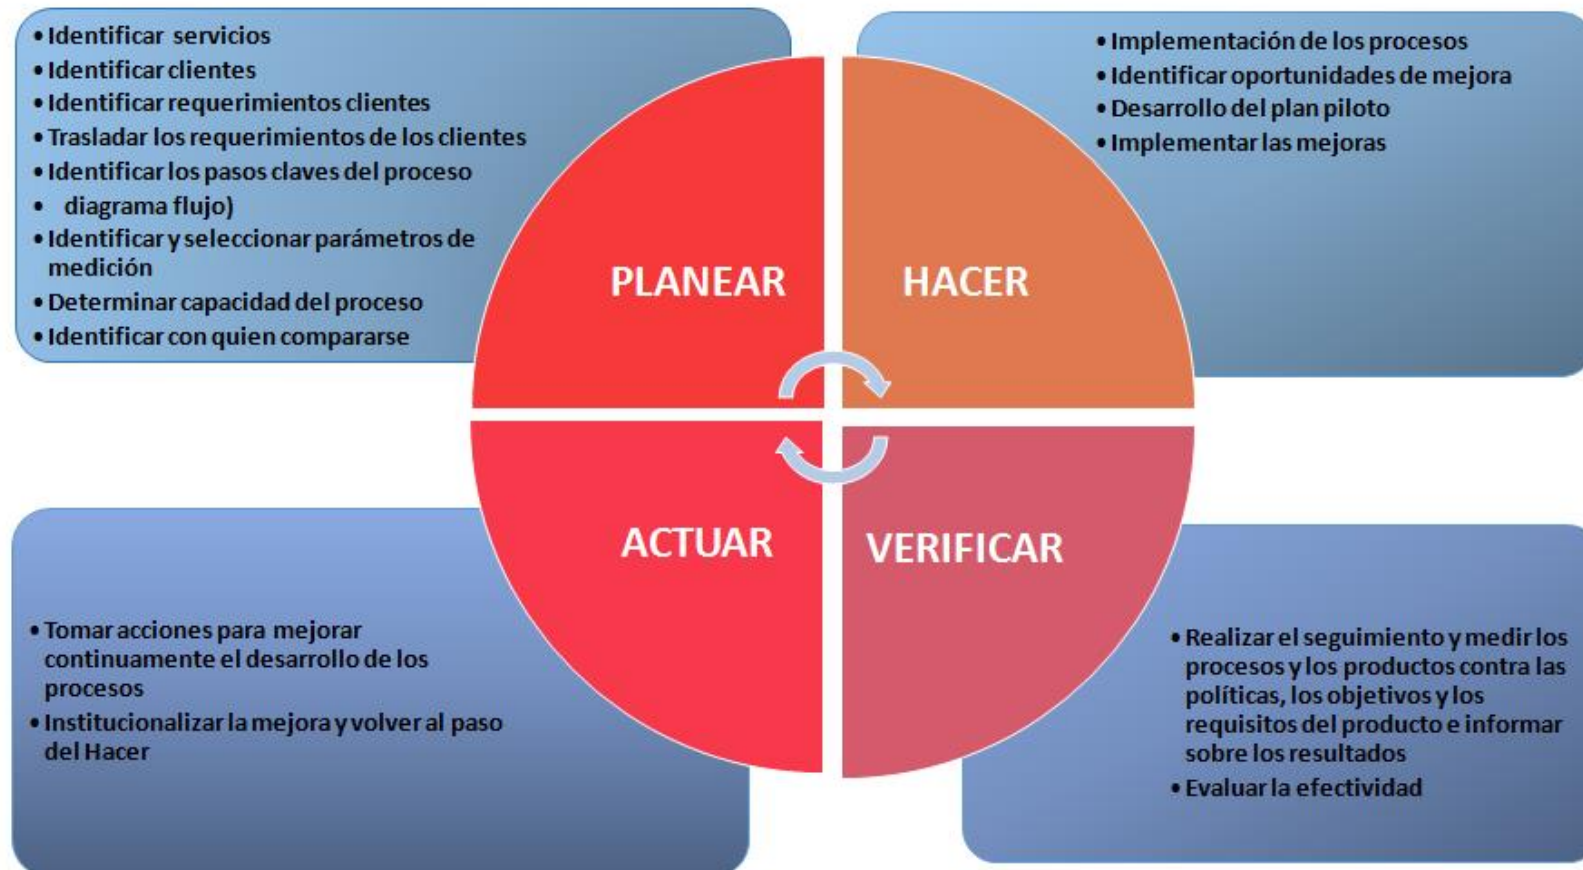 • Identificar servicios
• Identificar clientes
• Identificar requerimientos clientes
• Trasladar los requerimientos de los clientes
• Identificar los pasos claves del proceso
• diagrama flujo)
• Identificar y seleccionar parámetros de
medición
• Determinar capacidad del proceso
• Identificar con quien compararse
• Implementación de los procesos
• Identificar oportunidades de mejora
• Desarrollo del plan piloto
• Implementar las mejoras
PLANEAR
HACER
ACTUAR
VERIFICAR
• Tomar acciones para mejorar
continuamente el desarrollo de los
procesos
• Institucionalizar la mejora y volver al paso
del Hacer
• Realizar el seguimiento y medir los
procesos y los productos contra las
políticas, los objetivos y los
requisitos del producto e informar
sobre los resultados
• Evaluar la efectividad